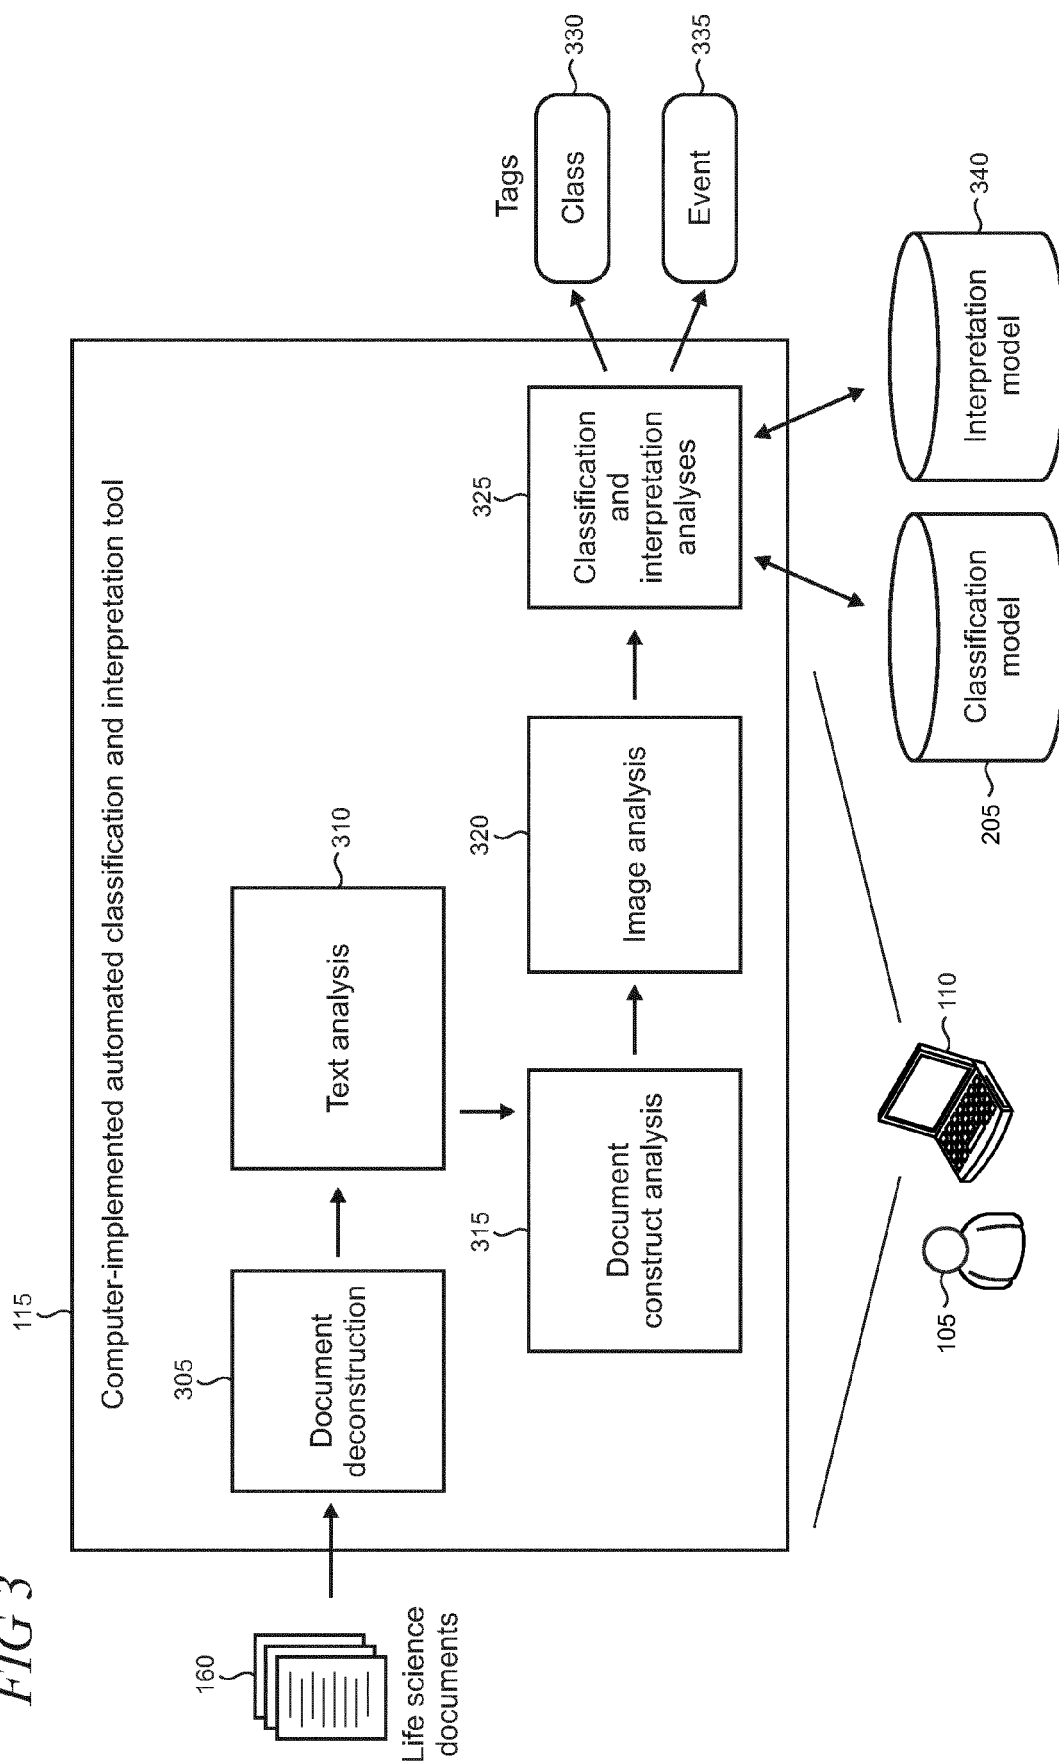 FIG 3
115
Computer-implemented automated classification and interpretation tool
160
Life science
documents
305
Document
deconstruction
310
Text analysis
315
Document
construct analysis
320
Image analysis
325
Classification
and
interpretation
analyses
Tags
Class
330
Event
335
105
110
205
Classification
model
Interpretation
model
340